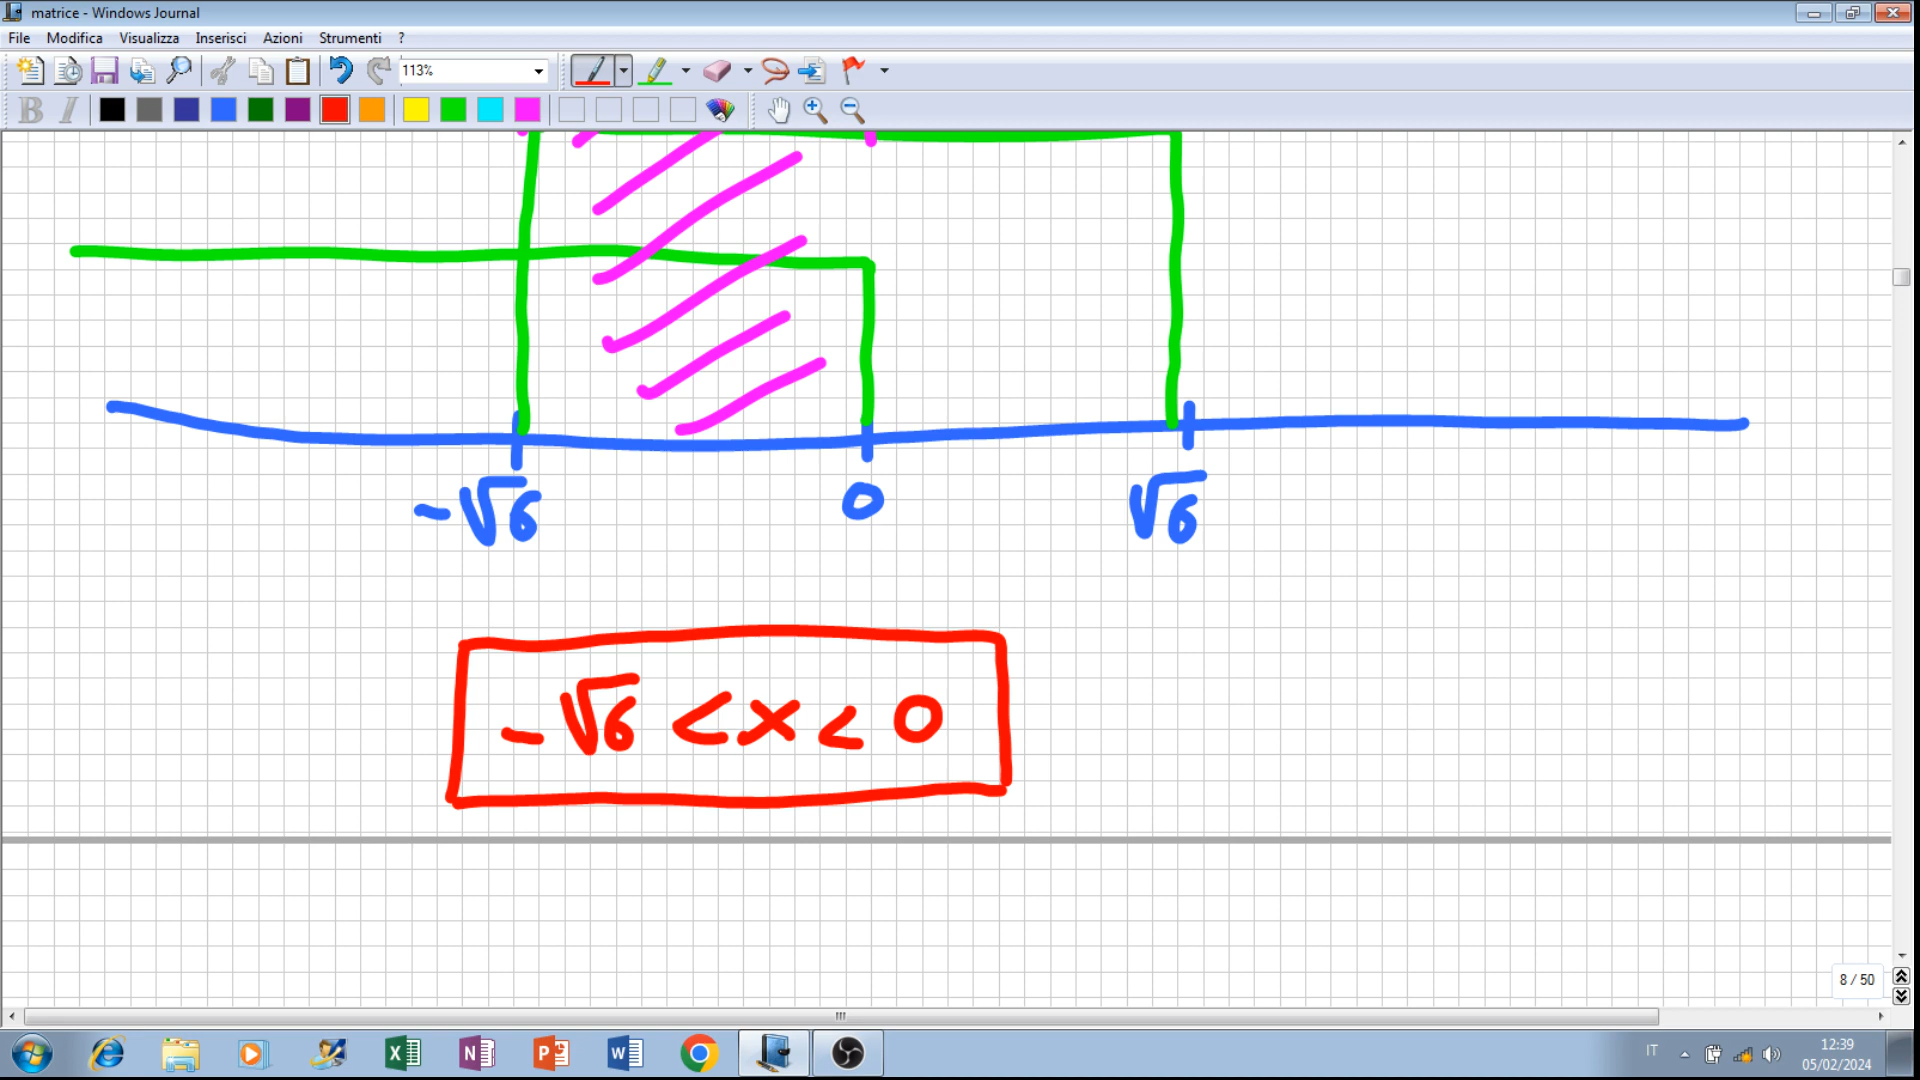 matrice - Windows Journal
File Modifica Visualizza Inserisci Azioni Strumenti ?
113%
B I
-√6 0 √6
-√6 < x < 0
8 / 50
IT 12:39
05/02/2024